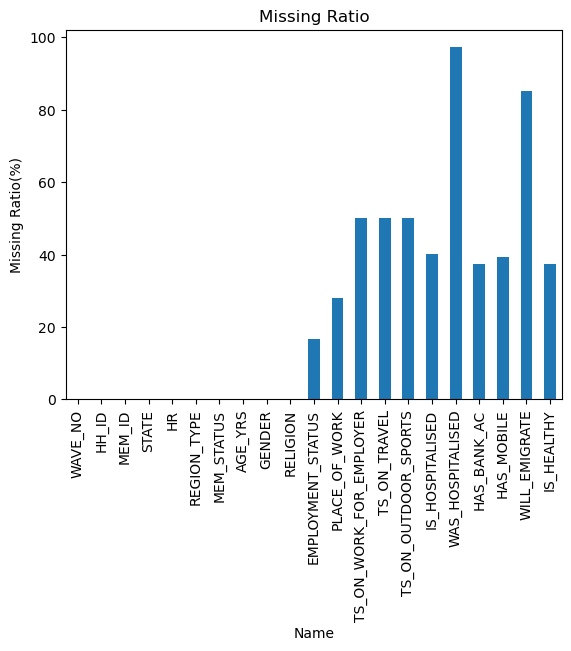 Missing Ratio
100
80
60
40
20
0
Missing Ratio(%)
WAVE_NO
HH_ID
MEM_ID
STATE
HR
REGION_TYPE
MEM_STATUS
AGE_YRS
GENDER
RELIGION
EMPLOYMENT_STATUS
PLACE_OF_WORK
TS_ON_WORK_FOR_EMPLOYER
TS_ON_TRAVEL
TS_ON_OUTDOOR_SPORTS
IS_HOSPITALISED
WAS_HOSPITALISED
HAS_BANK_AC
HAS_MOBILE
WILL_EMIGRATE
IS_HEALTHY
Name